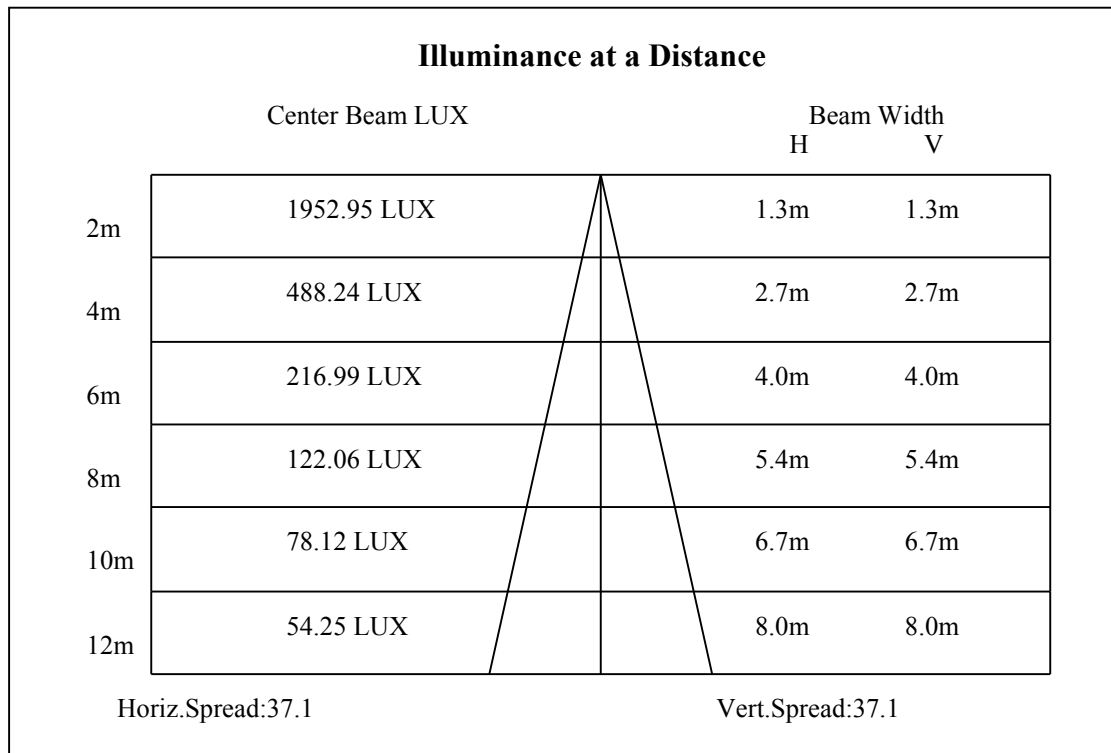 Illuminance at a Distance
Center Beam LUX Beam Width
H V
2m 1952.95 LUX 1.3m 1.3m
4m 488.24 LUX 2.7m 2.7m
6m 216.99 LUX 4.0m 4.0m
8m 122.06 LUX 5.4m 5.4m
10m 78.12 LUX 6.7m 6.7m
12m 54.25 LUX 8.0m 8.0m
Horiz.Spread:37.1 Vert.Spread:37.1